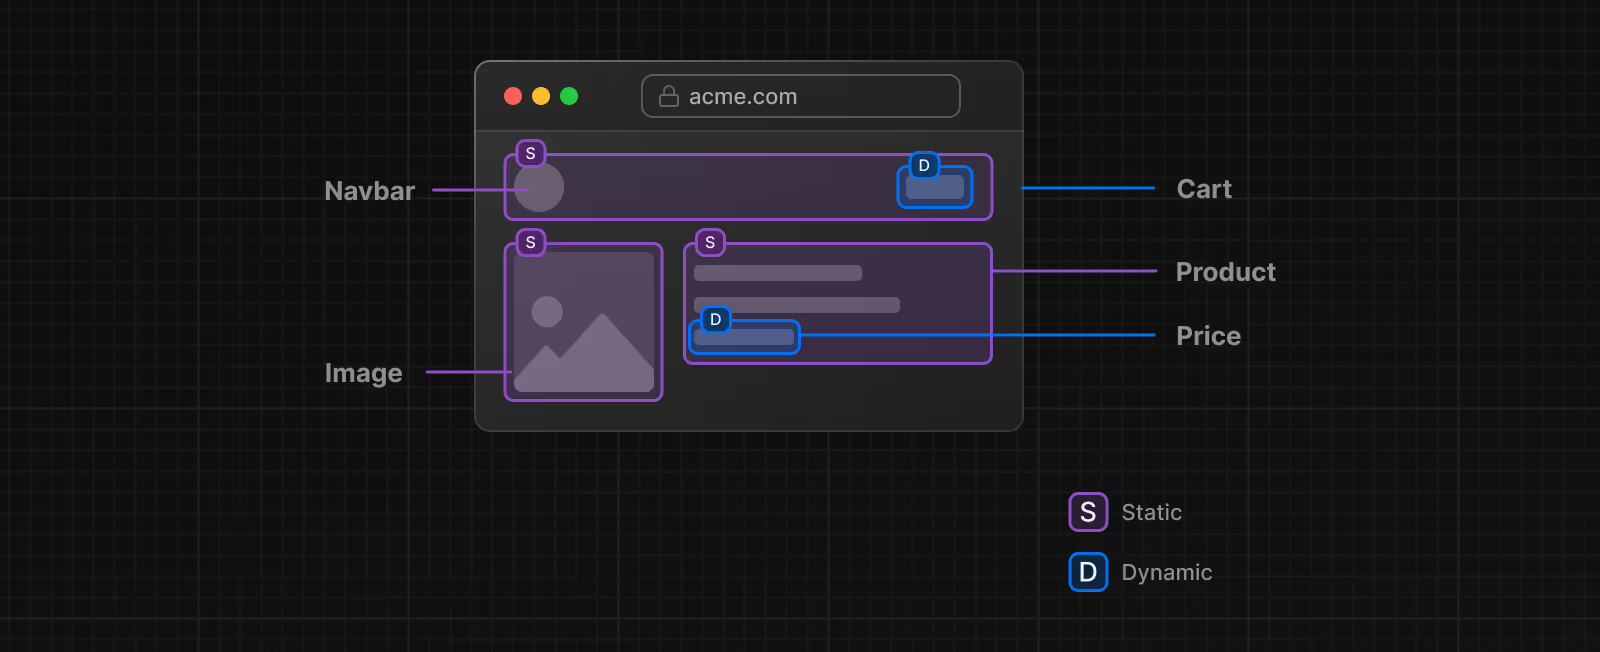 acme.com
S
D
Navbar
Cart
S
S
Product
D
Price
Image
S Static
D Dynamic